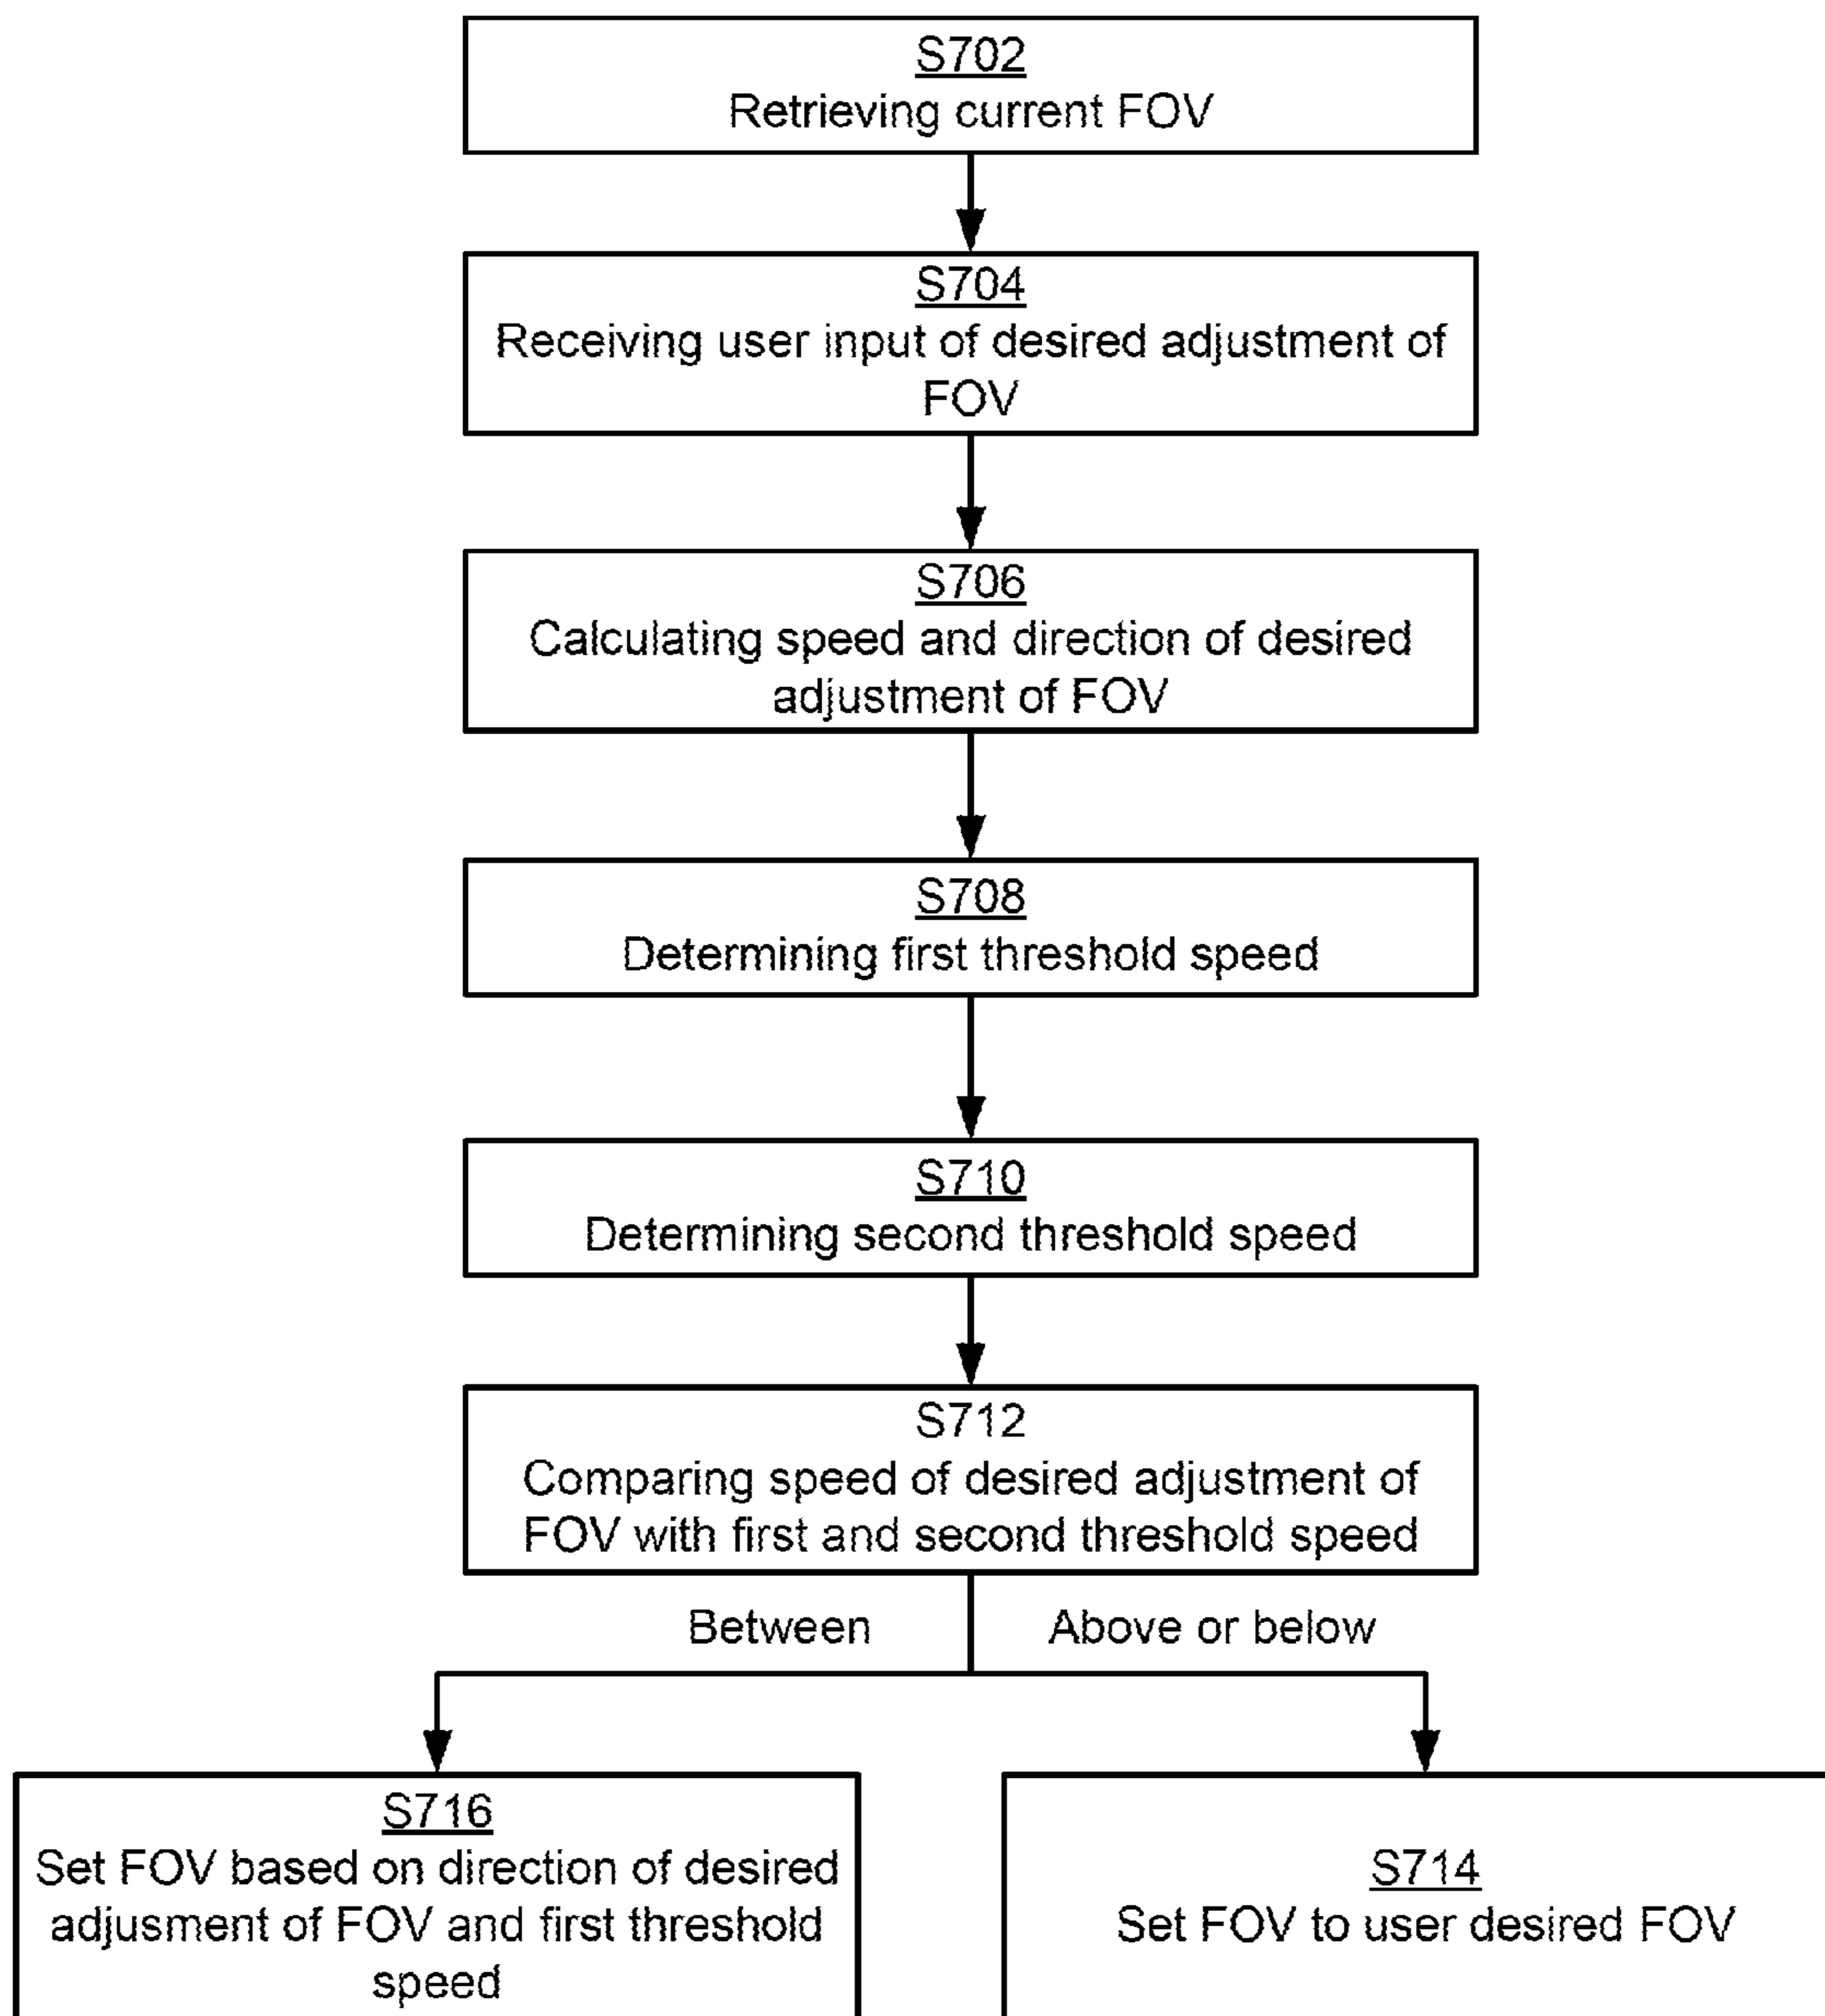 S702
Retrieving current FOV
S704
Receiving user input of desired adjustment of
FOV
S706
Calculating speed and direction of desired
adjustment of FOV
S708
Determining first threshold speed
S710
Determining second threshold speed
S712
Comparing speed of desired adjustment of
FOV with first and second threshold speed
Between
Above or below
S716
Set FOV based on direction of desired
adjusment of FOV and first threshold
speed
S714
Set FOV to user desired FOV